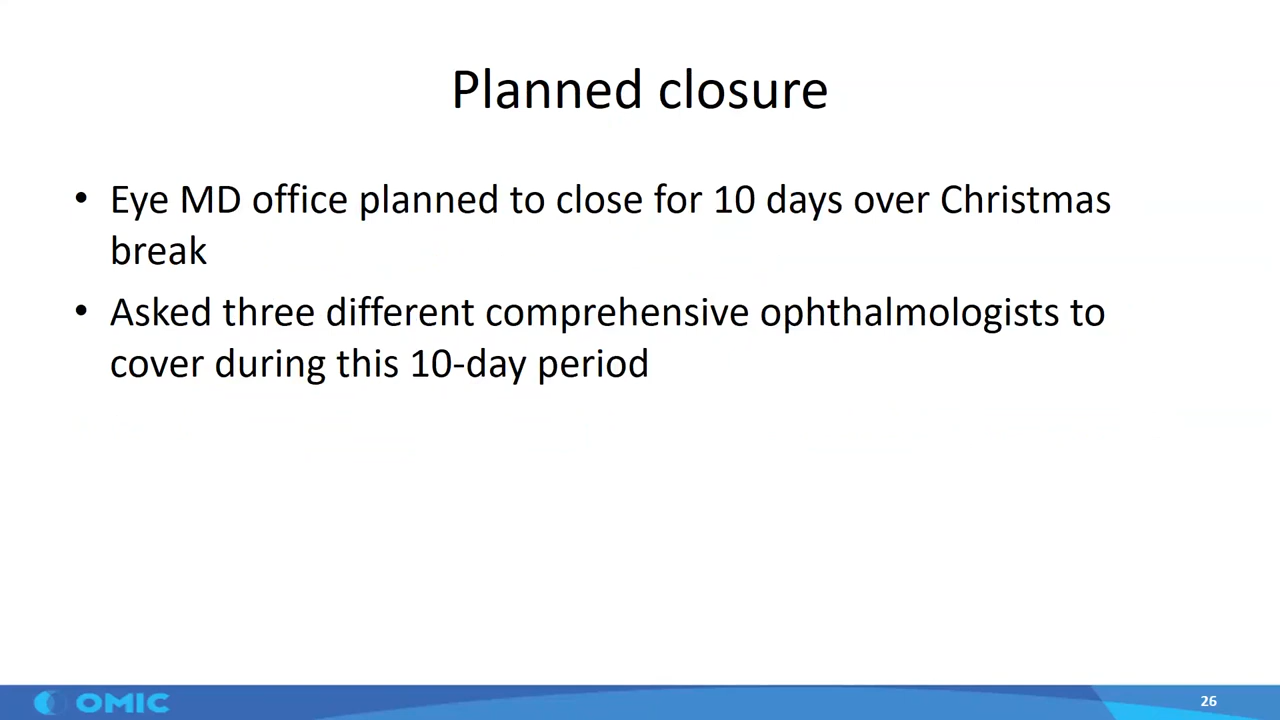 Planned closure
• Eye MD office planned to close for 10 days over Christmas
break
• Asked three different comprehensive ophthalmologists to
cover during this 10-day period
OMIC
26